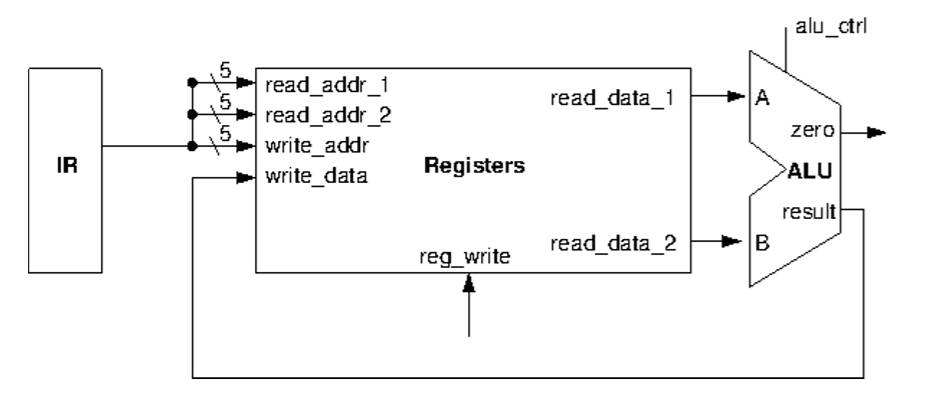 alu_ctrl
5
read_addr_1
5
read_addr_2
5
write_addr
write_data
IR
Registers
read_data_1
read_data_2
reg_write
A
zero
ALU
result
B